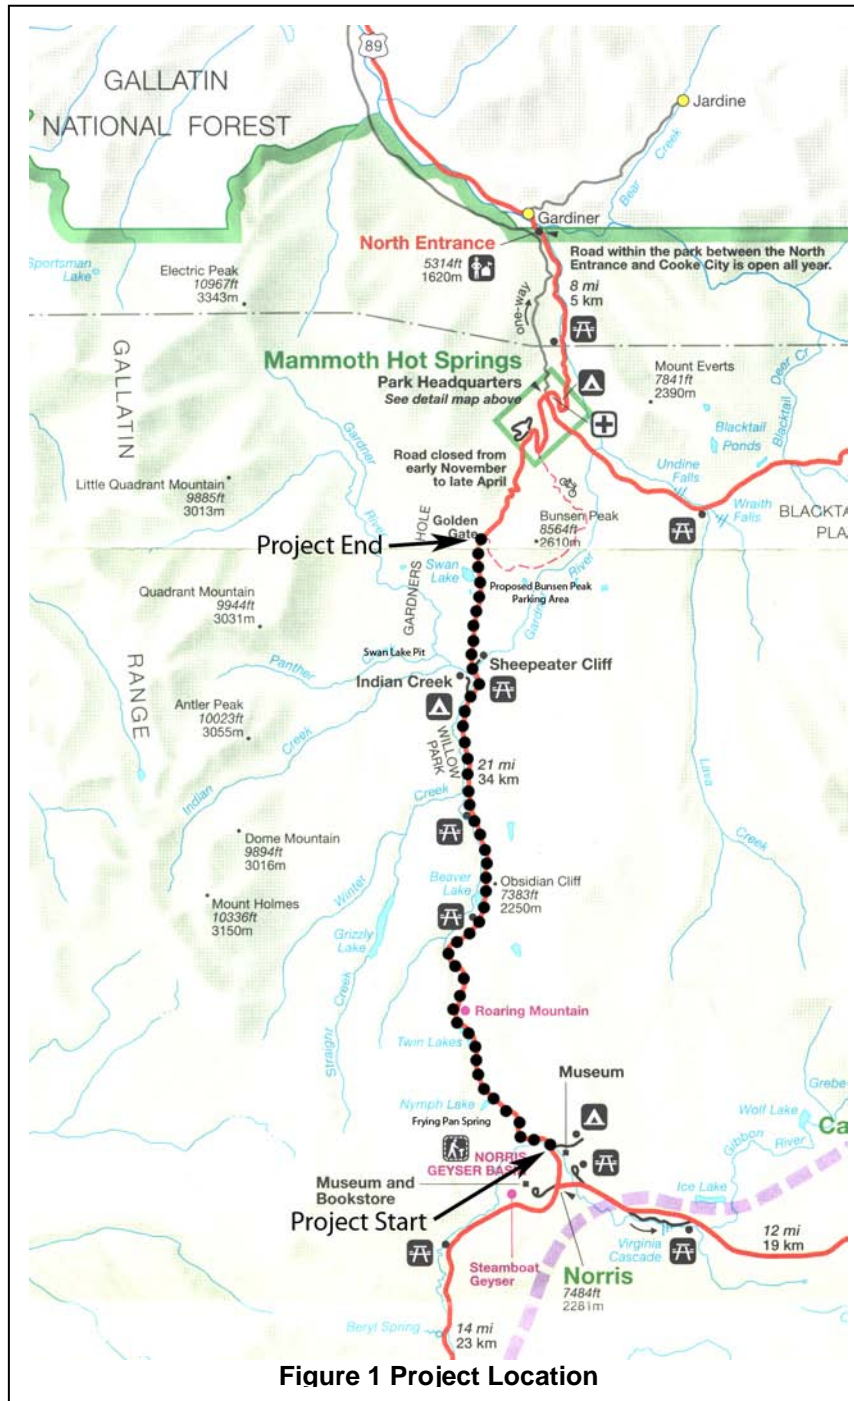 89
GALLATIN
NATIONAL FOREST
Jardine
Bear
Creek
Gardiner
North Entrance
5314ft
1620m
Road within the park between the North
Entrance and Cooke City is open all year.
Sportsman
Lake
Electric Peak
10967ft
3343m
8 mi
5 km
one-way
GALLATIN
RANGE
Mammoth Hot Springs
Park Headquarters
See detail map above
Mount Everts
7841ft
2390m
Deer Cr
Blacktail
Blacktail
Ponds
Gardner
River
Road closed from
early November
to late April
Undine
Falls
Wraith
Falls
Little Quadrant Mountain
9885ft
3013m
BLACKTA
PLA
Golden
Gate
Bunsen Peak
8564ft
2610m
Project End
GARDNERS HOLE
Swan
Lake
Gardner
River
Proposed Bunsen Peak
Parking Area
Quadrant Mountain
9944ft
3031m
Swan Lake Pit
Panther
Creek
Sheepeater Cliff
Indian Creek
Antler Peak
10023ft
3055m
WILLOW
PARK
21 mi
34 km
Indian
Creek
Lava
Creek
Creek
Dome Mountain
9894ft
3016m
Winter
Beaver
Lake
Obsidian Cliff
7383ft
2250m
Mount Holmes
10336ft
3150m
Grizzly
Lake
Straight
Creek
Roaring Mountain
Twin Lakes
Museum
Nymph Lake
Frying Pan Spring
Grebe
Wolf Lake
Ca
Gibbon
River
NORRIS
GEYSER BASIN
Museum and
Bookstore
Ice Lake
Project Start
Virginia
Cascade
12 mi
19 km
Steamboat
Geyser
Norris
7484ft
2281m
Beryl Spring
14 mi
23 km
Figure 1 Project Location